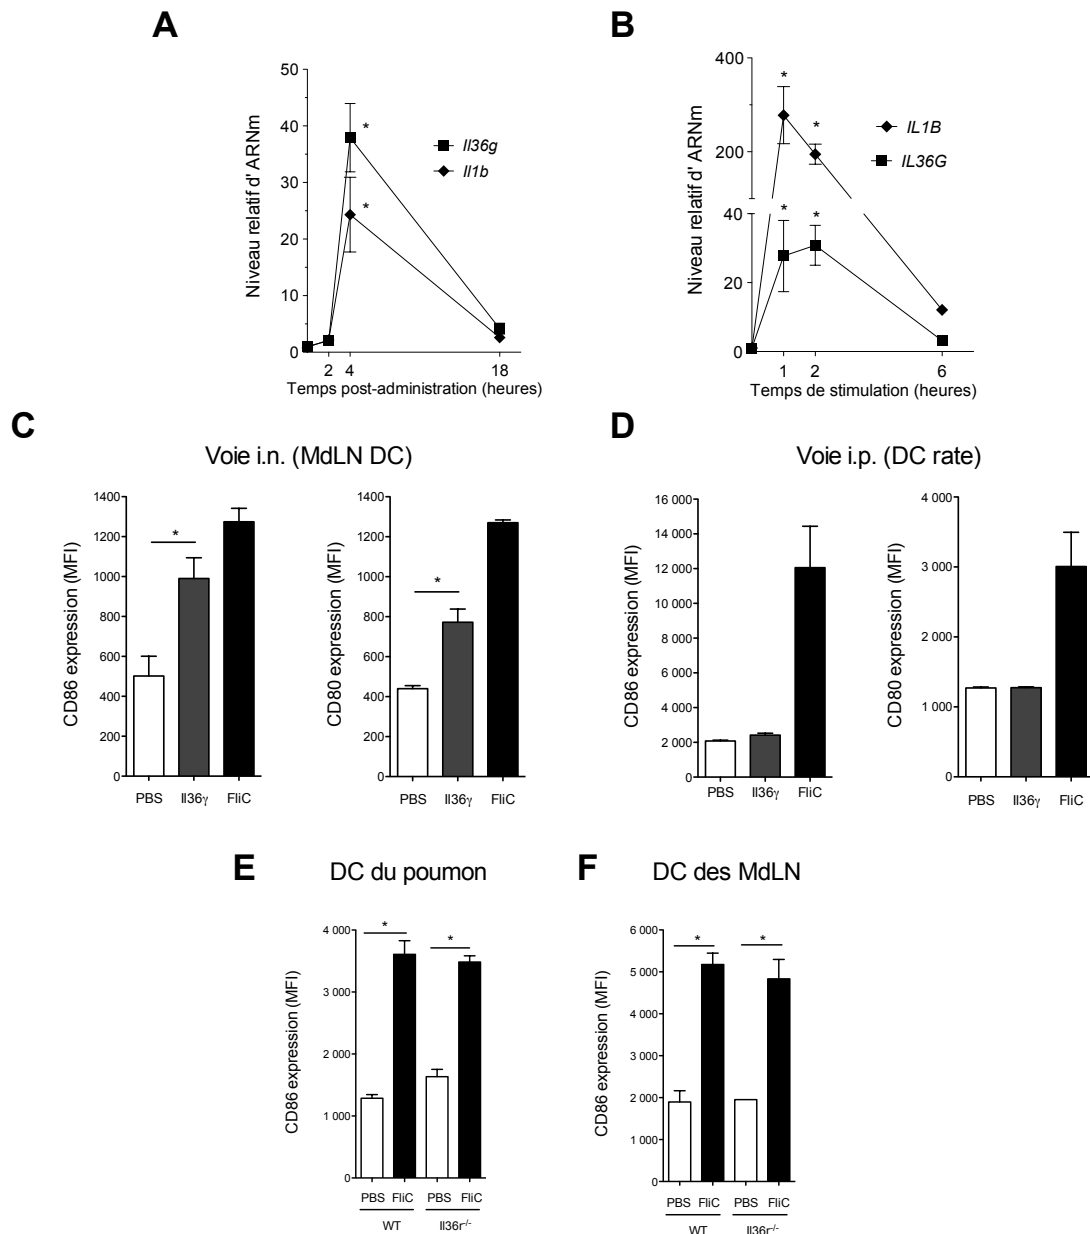 A
Niveau relatif d' ARNm
50
40
30
20
10
0
*
*
Il36g
Il1b
2 4 18
Temps post-administration (heures)
B
Niveau relatif d' ARNm
400
200
40
20
0
*
*
*
*
IL1B
IL36G
1 2 6
Temps de stimulation (heures)
C
Voie i.n. (MdLN DC)
CD86 expression (MFI)
1400
1200
1000
800
600
400
200
0
*
PBS Il36γ FliC
CD80 expression (MFI)
1400
1200
1000
800
600
400
200
0
*
PBS Il36γ FliC
D
Voie i.p. (DC rate)
CD86 expression (MFI)
16 000
14 000
12 000
10 000
8 000
6 000
4 000
2 000
0
PBS Il36γ FliC
CD80 expression (MFI)
4 000
3 000
2 000
1 000
0
PBS Il36γ FliC
E
DC du poumon
CD86 expression (MFI)
4 000
3 000
2 000
1 000
0
*
*
PBS FliC PBS FliC
WT Il36r-/-
F
DC des MdLN
CD86 expression (MFI)
6 000
5 000
4 000
3 000
2 000
1 000
0
*
*
PBS FliC PBS FliC
WT Il36r-/-